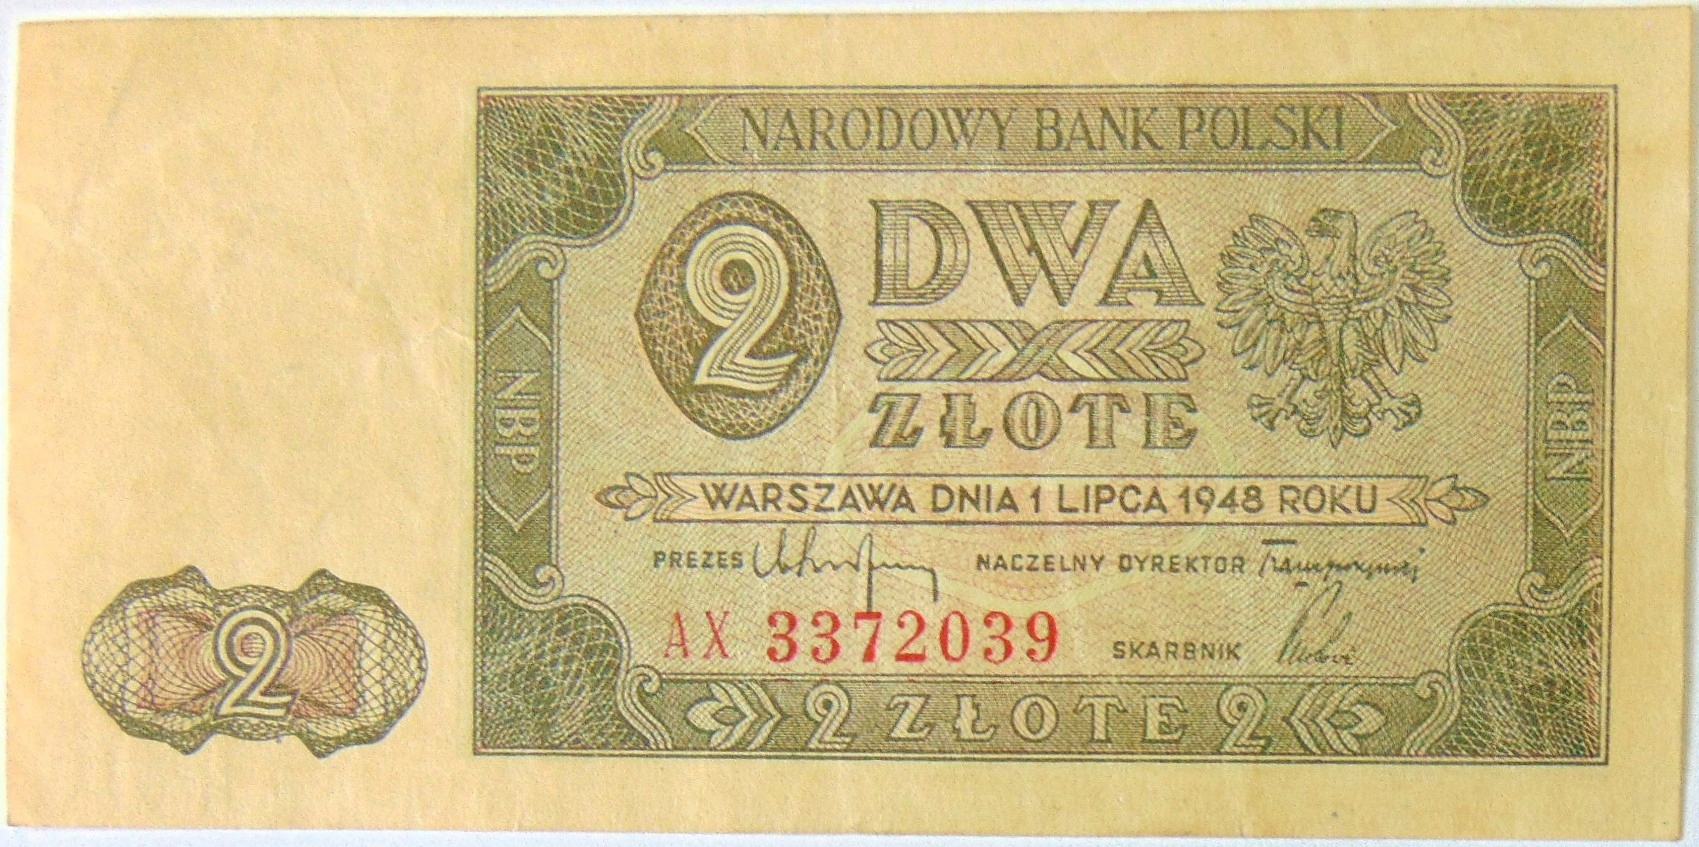 NARODOWY BANK POLSKI
2 DWA
ZŁOTE
NBP
NBP
WARSZAWA DNIA 1 LIPCA 1948 ROKU
PREZES NACZELNY DYREKTOR
AX 3372039 SKARBNIK
2 ZŁOTE 2
2